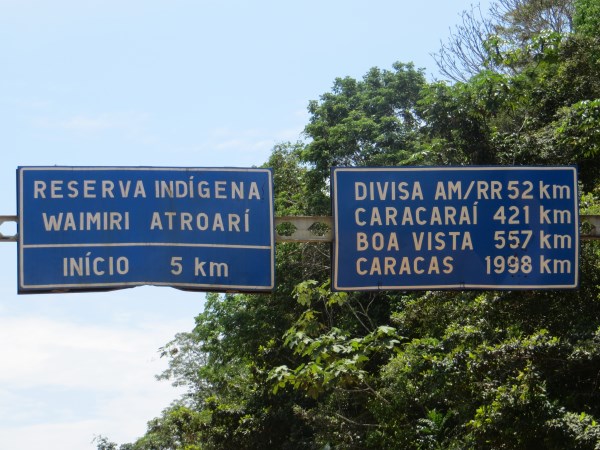 RESERVA INDÍGENA
WAIMIRI ATROARÍ
INÍCIO 5 km
DIVISA AM/RR 52 km
CARACARAÍ 421 km
BOA VISTA 557 km
CARACAS 1998 km